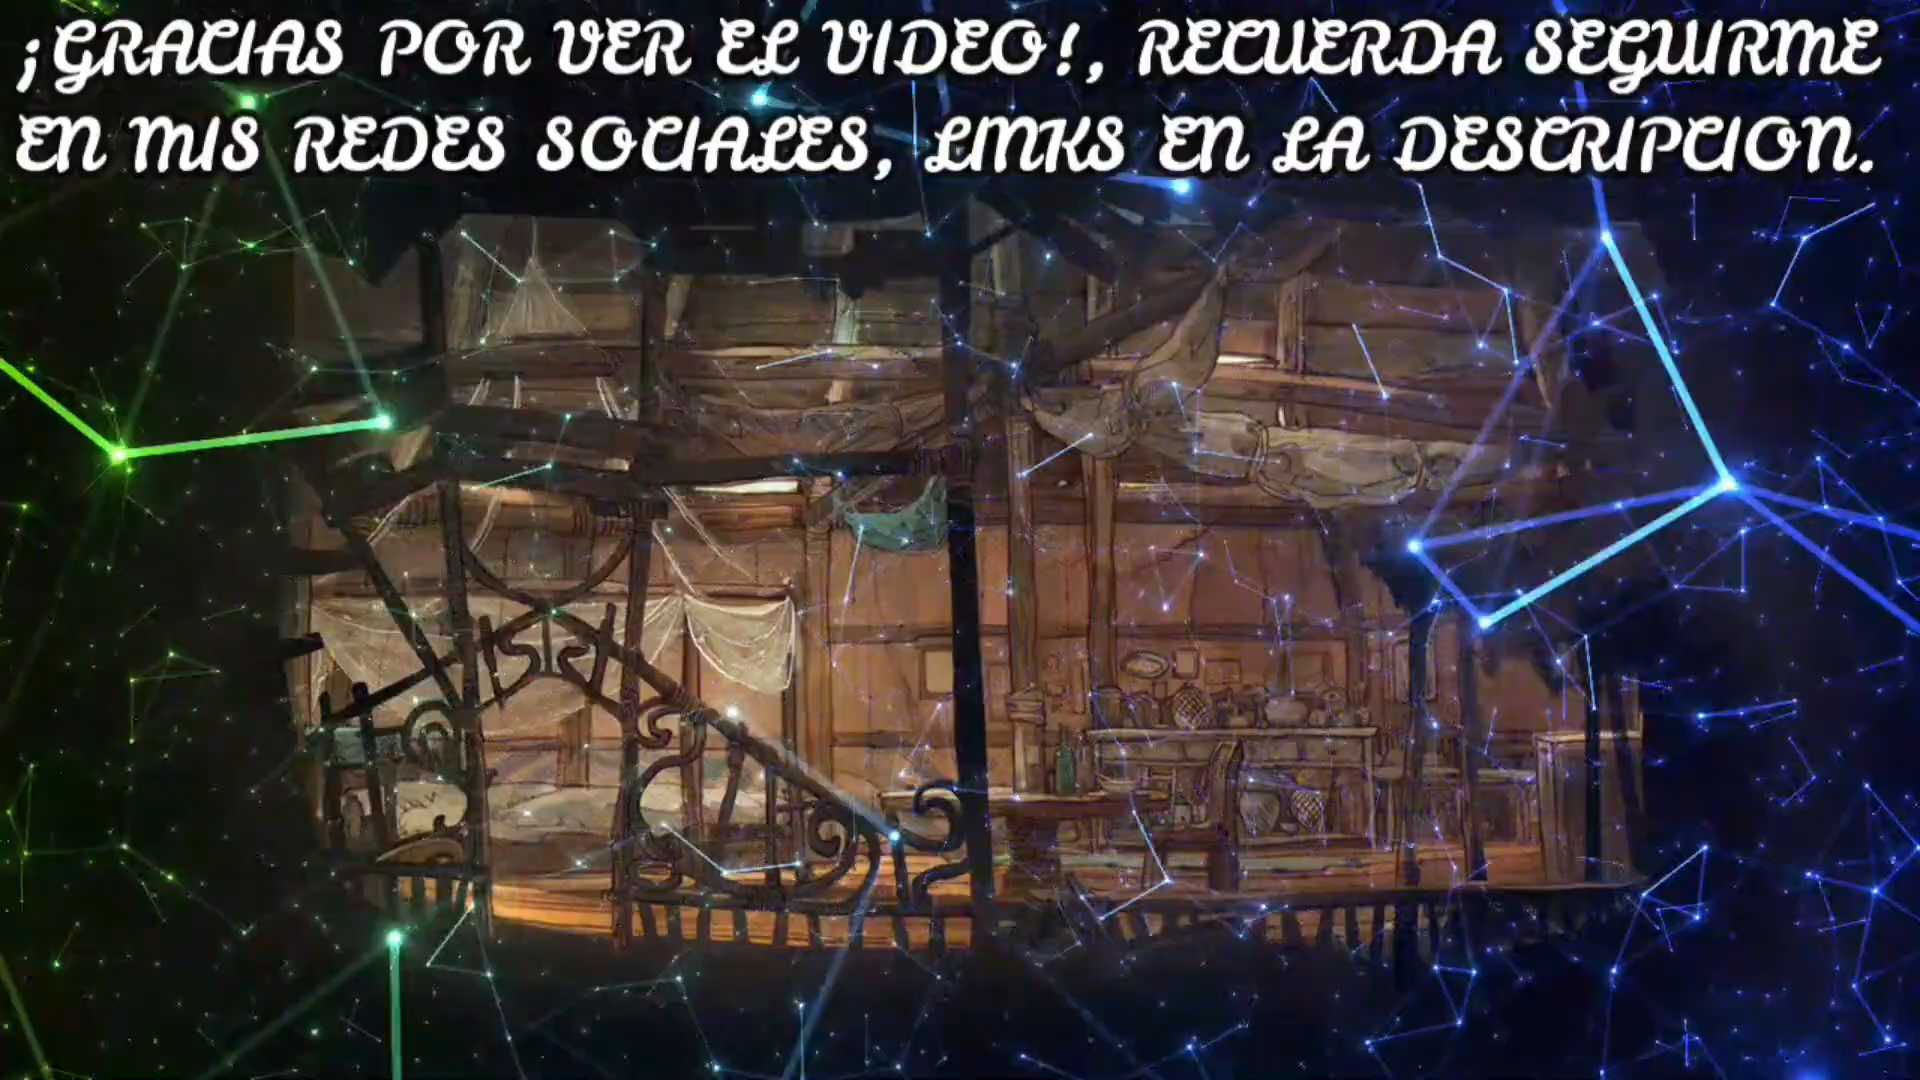 ¡GRACIAS POR VER EL VIDEO!, RECUERDA SEGUIRME
EN MIS REDES SOCIALES, LINKS EN LA DESCRIPCION.